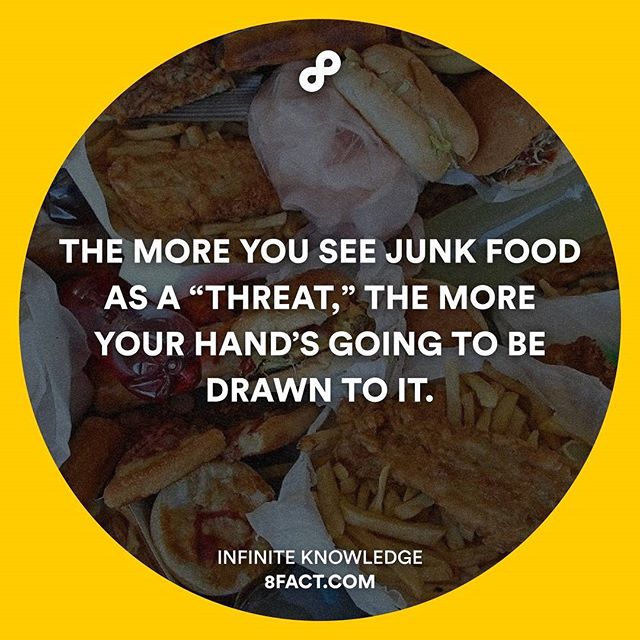 THE MORE YOU SEE JUNK FOOD
AS A “THREAT,” THE MORE
YOUR HAND’S GOING TO BE
DRAWN TO IT.
INFINITE KNOWLEDGE
8FACT.COM